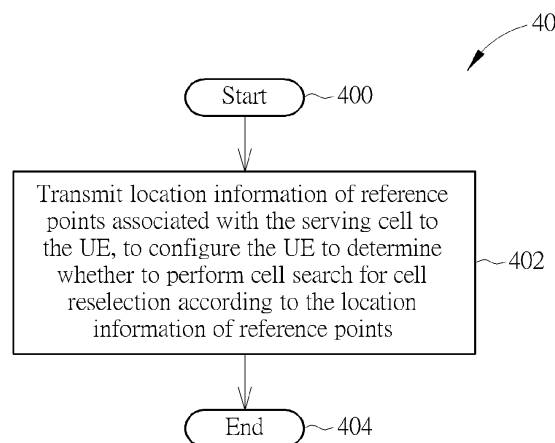 40
Start
400
Transmit location information of reference
points associated with the serving cell to
the UE, to configure the UE to determine
whether to perform cell search for cell
reselection according to the location
information of reference points
402
End
404